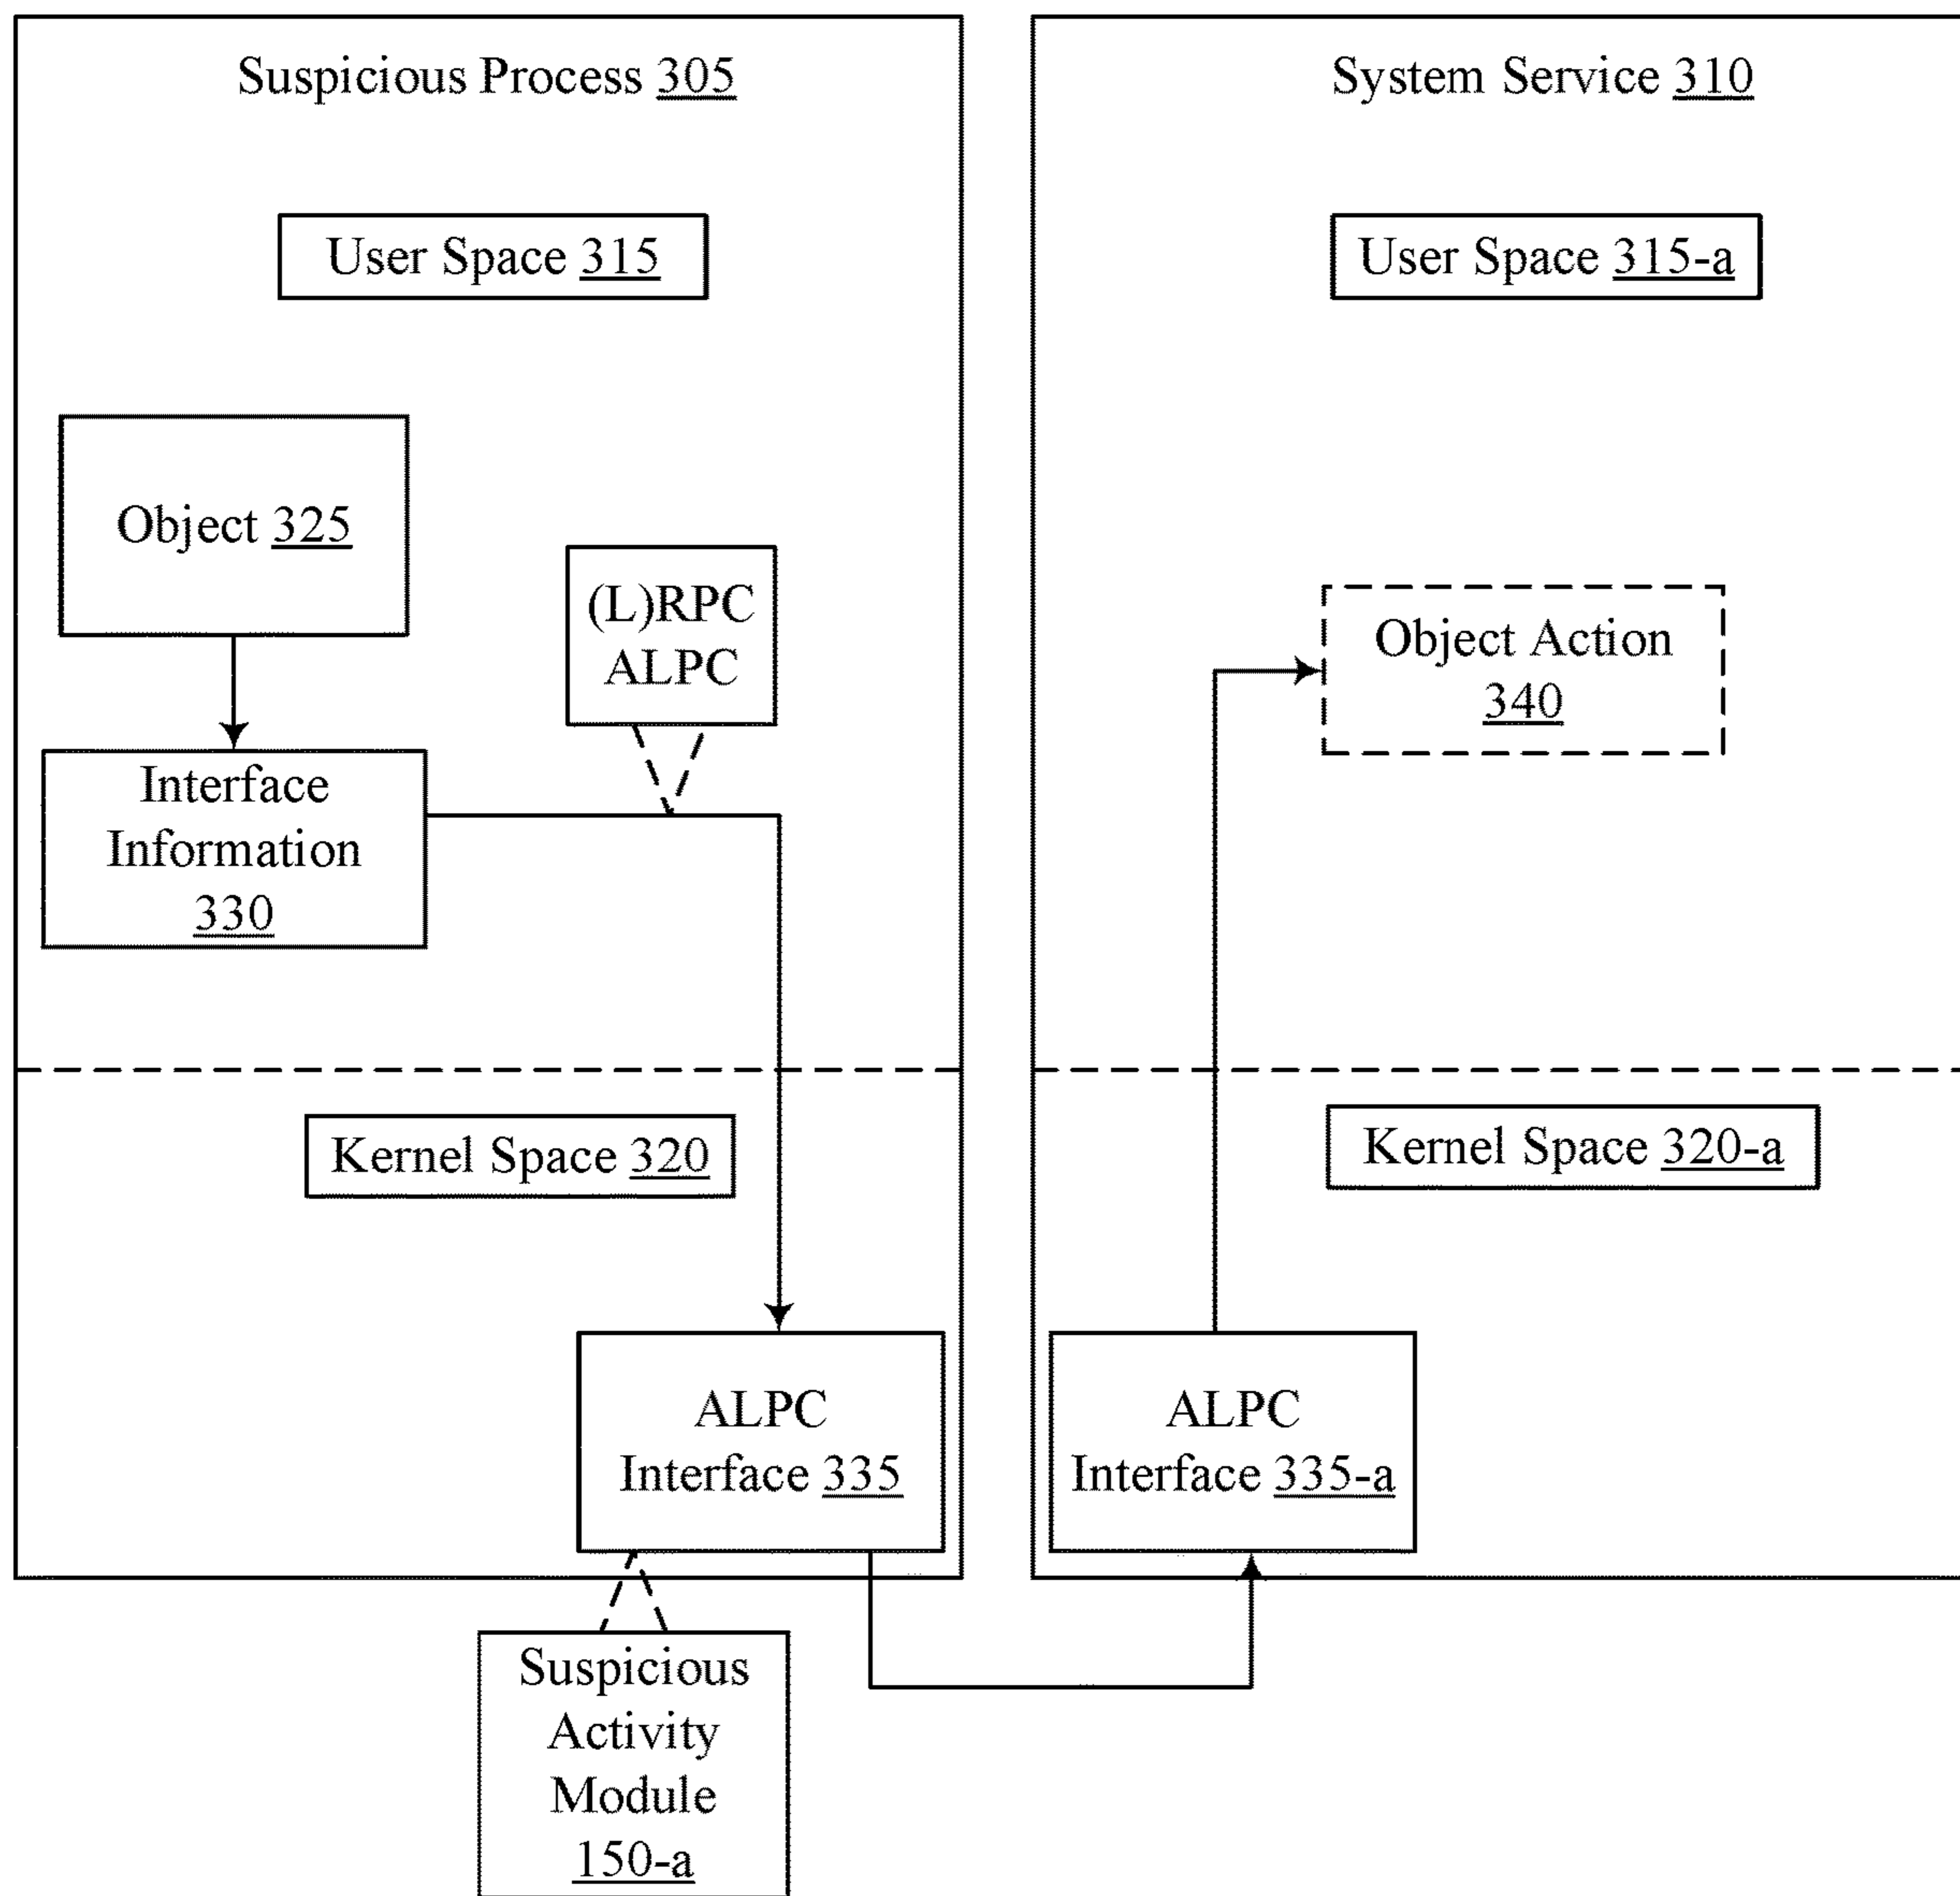 Suspicious Process 305
User Space 315
Object 325
(L)RPC
ALPC
Interface
Information
330
Kernel Space 320
ALPC
Interface 335
Suspicious
Activity
Module
150-a
System Service 310
User Space 315-a
Object Action
340
Kernel Space 320-a
ALPC
Interface 335-a